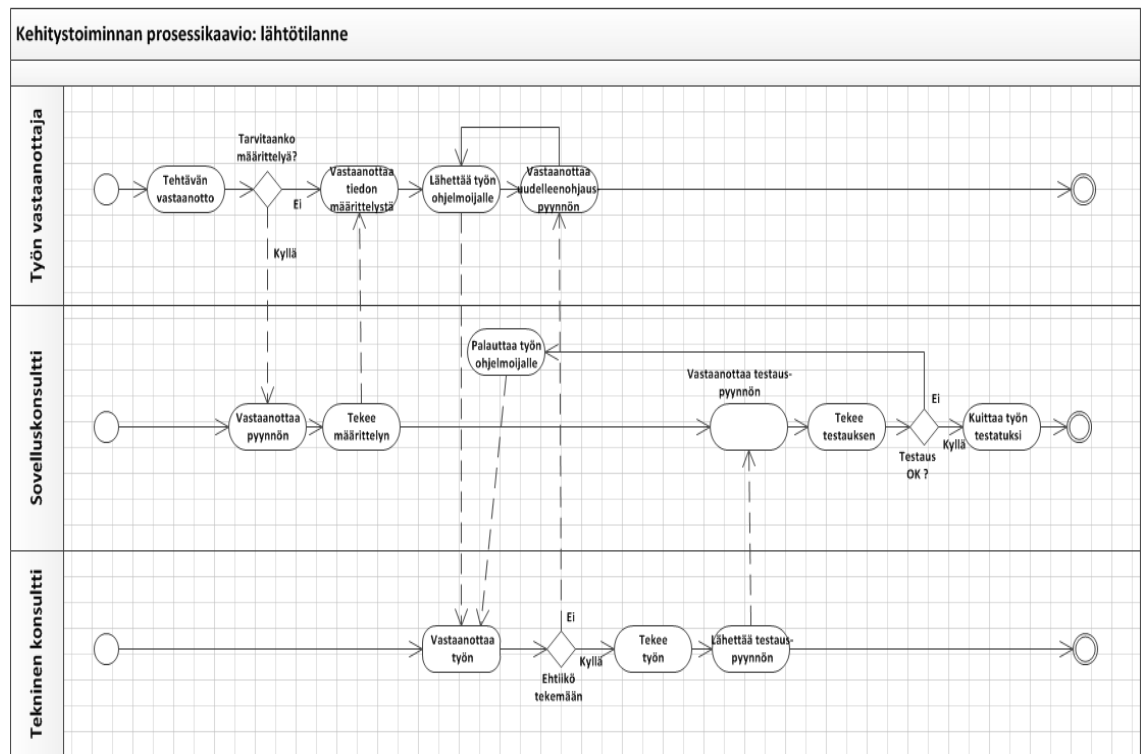 Kehitystoiminnan prosessikaavio: lähtötilanne
Työn vastaanottaja
Tehtävän
vastaanotto
Tarvitaanko
määrittelyä?
Ei
Kyllä
Vastaanottaa
tiedon
määrittelystä
Lähettää työn
ohjelmoijalle
Vastaanottaa
uudelleenohjaus
pyynnön
Sovelluskonsultti
Vastaanottaa
pyynnön
Tekee
määrittelyn
Palauttaa työn
ohjelmoijalle
Vastaanottaa testaus-
pyynnön
Tekee
testauksen
Ei
Testaus
OK ?
Kyllä
Kuittaa työn
testatuksi
Tekninen konsultti
Vastaanottaa
työn
Ei
Ehtiikö
tekemään
Kyllä
Tekee
työn
Lähettää testaus-
pyynnön